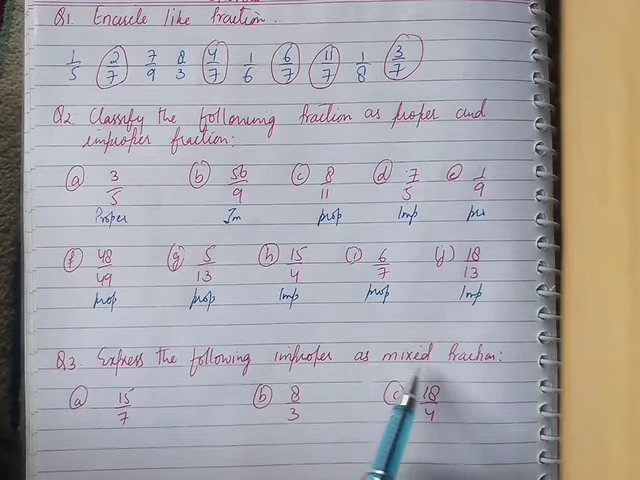 Q1. Encircle like fraction.
1/5 2/7 7/9 8/3 4/7 1/6 6/7 11/7 1/8 3/7
Q2. Classify the following fraction as proper and
improper fraction:
(a) 3/5 (b) 56/9 (c) 8/11 (d) 7/5 (e) 1/9
Proper Im prop Imp pro
(f) 48/49 (g) 5/13 (h) 15/4 (i) 6/7 (j) 18/13
prop prop Imp prop Imp
Q3. Express the following improper as mixed fraction:
(a) 15/7 (b) 8/3 (c) 18/4